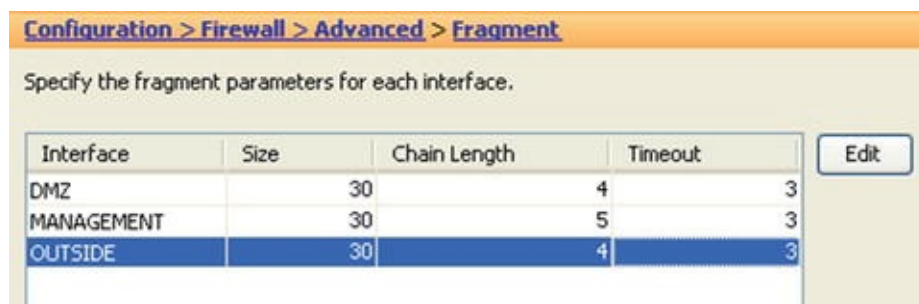 Configuration > Firewall > Advanced > Fragment
Specify the fragment parameters for each interface.
Interface Size Chain Length Timeout Edit
DMZ 30 4 3
MANAGEMENT 30 5 3
OUTSIDE 30 4 3